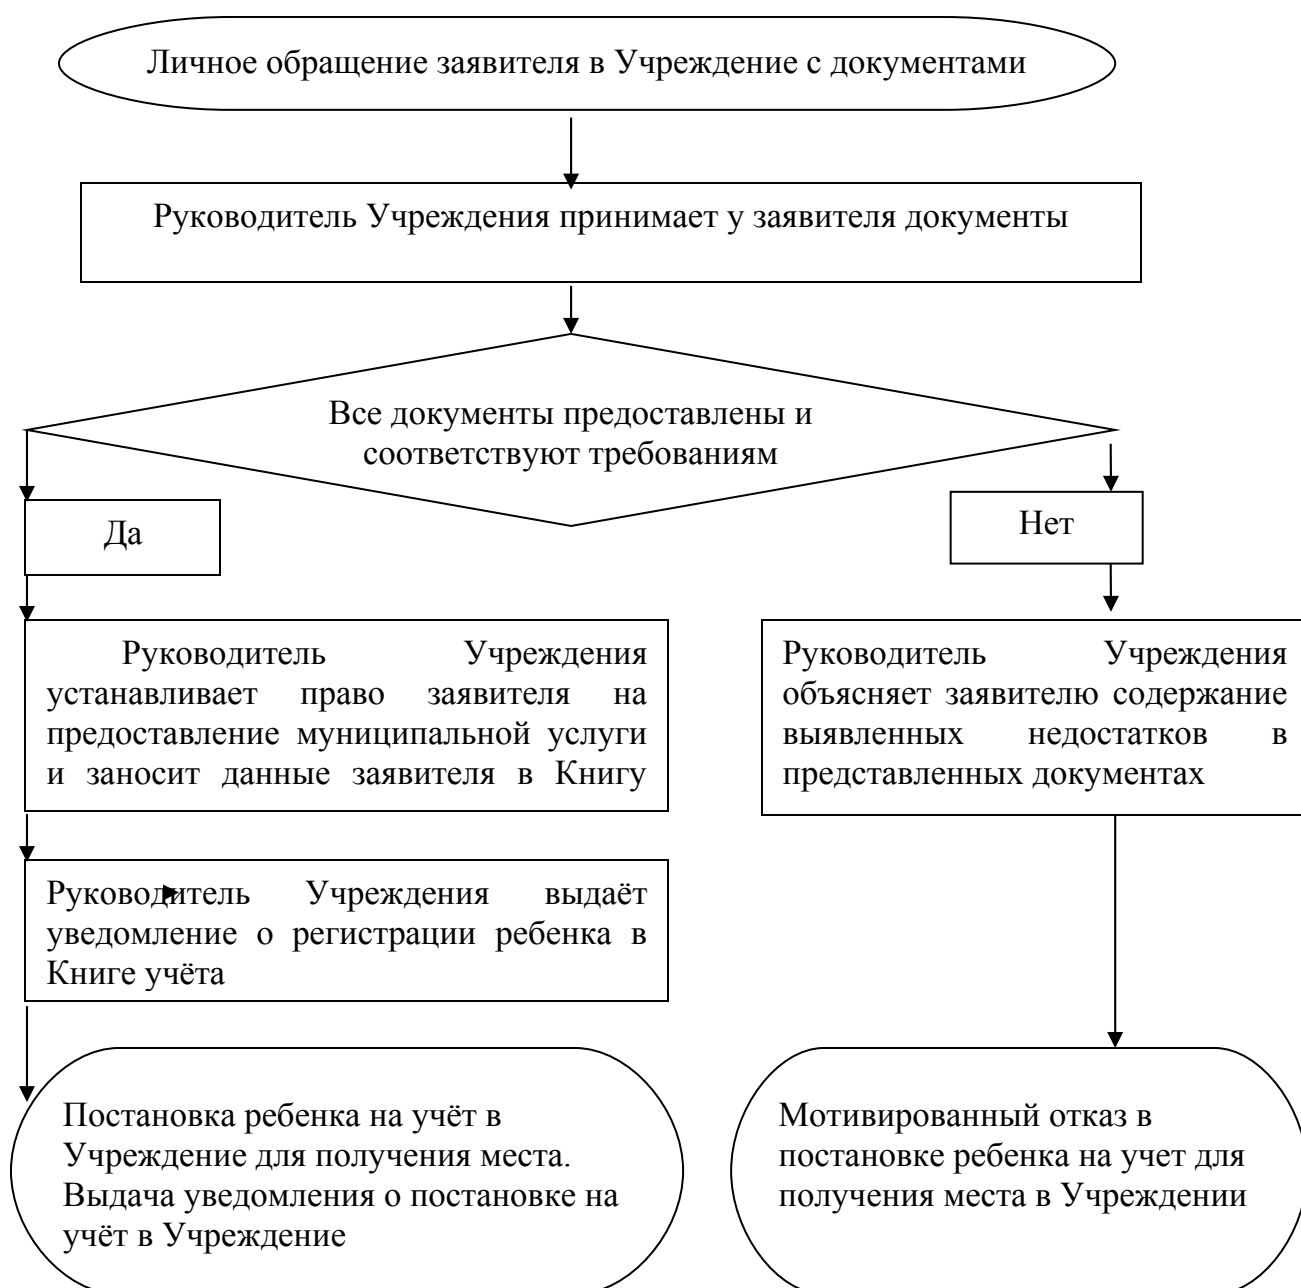 Личное обращение заявителя в Учреждение с документами
Руководитель Учреждения принимает у заявителя документы
Все документы предоставлены и
соответствуют требованиям
Да
Нет
Руководитель Учреждения
устанавливает право заявителя на
предоставление муниципальной услуги
и заносит данные заявителя в Книгу
Руководитель Учреждения
объясняет заявителю содержание
выявленных недостатков в
представленных документах
Руководитель Учреждения выдаёт
уведомление о регистрации ребенка в
Книге учёта
Постановка ребенка на учёт в
Учреждение для получения места.
Выдача уведомления о постановке на
учёт в Учреждение
Мотивированный отказ в
постановке ребенка на учет для
получения места в Учреждении